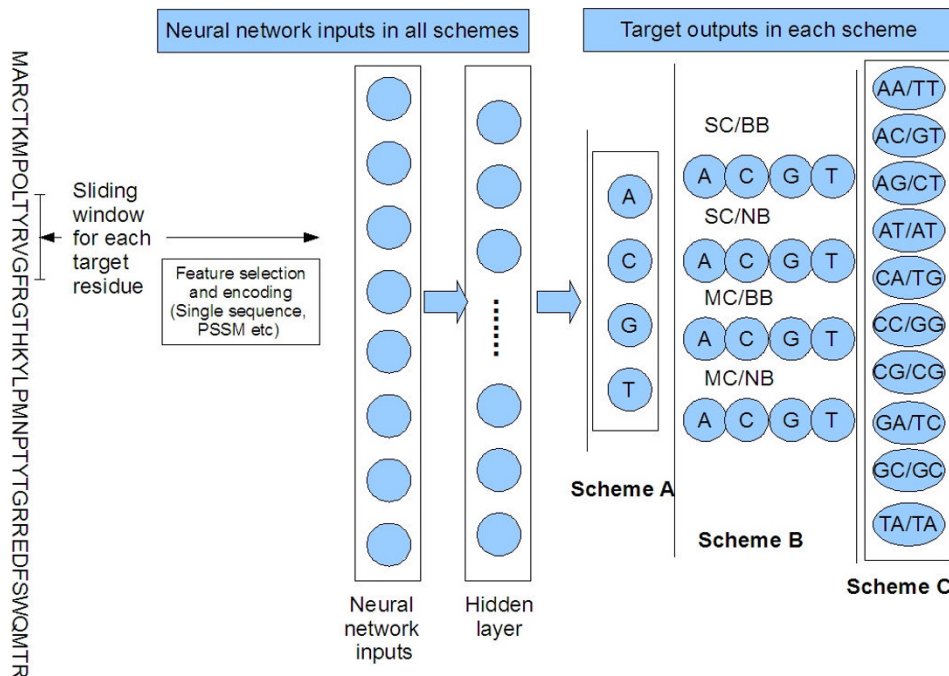 Neural network inputs in all schemes
Target outputs in each scheme
MARCTKMPOLTYRVGFRGTHKYLPMNPTYTGRREDFSWQMTR
Sliding
window
for each
target
residue
Feature selection
and encoding
(Single sequence,
PSSM etc)
Neural
network
inputs
Hidden
layer
A
C
G
T
Scheme A
SC/BB
A C G T
SC/NB
A C G T
MC/BB
A C G T
MC/NB
A C G T
Scheme B
AA/TT
AC/GT
AG/CT
AT/AT
CA/TG
CC/GG
CG/CG
GA/TC
GC/GC
TA/TA
Scheme C